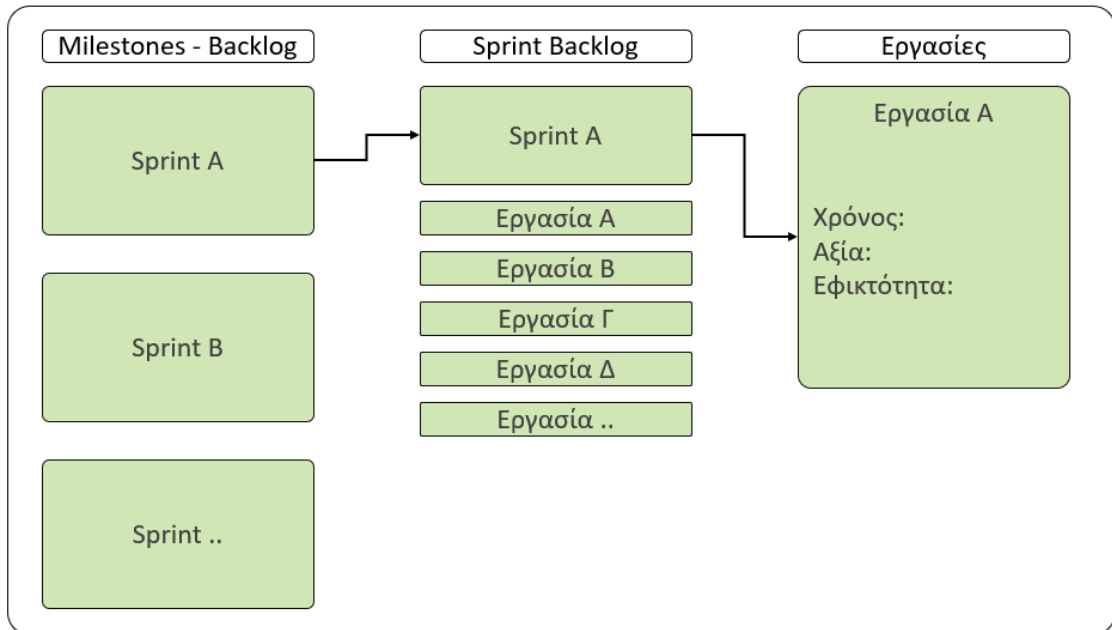 Milestones - Backlog
Sprint A
Sprint B
Sprint ..
Sprint Backlog
Sprint A
Εργασία Α
Εργασία Β
Εργασία Γ
Εργασία Δ
Εργασία ..
Εργασίες
Εργασία Α
Χρόνος:
Αξία:
Εφικτότητα: